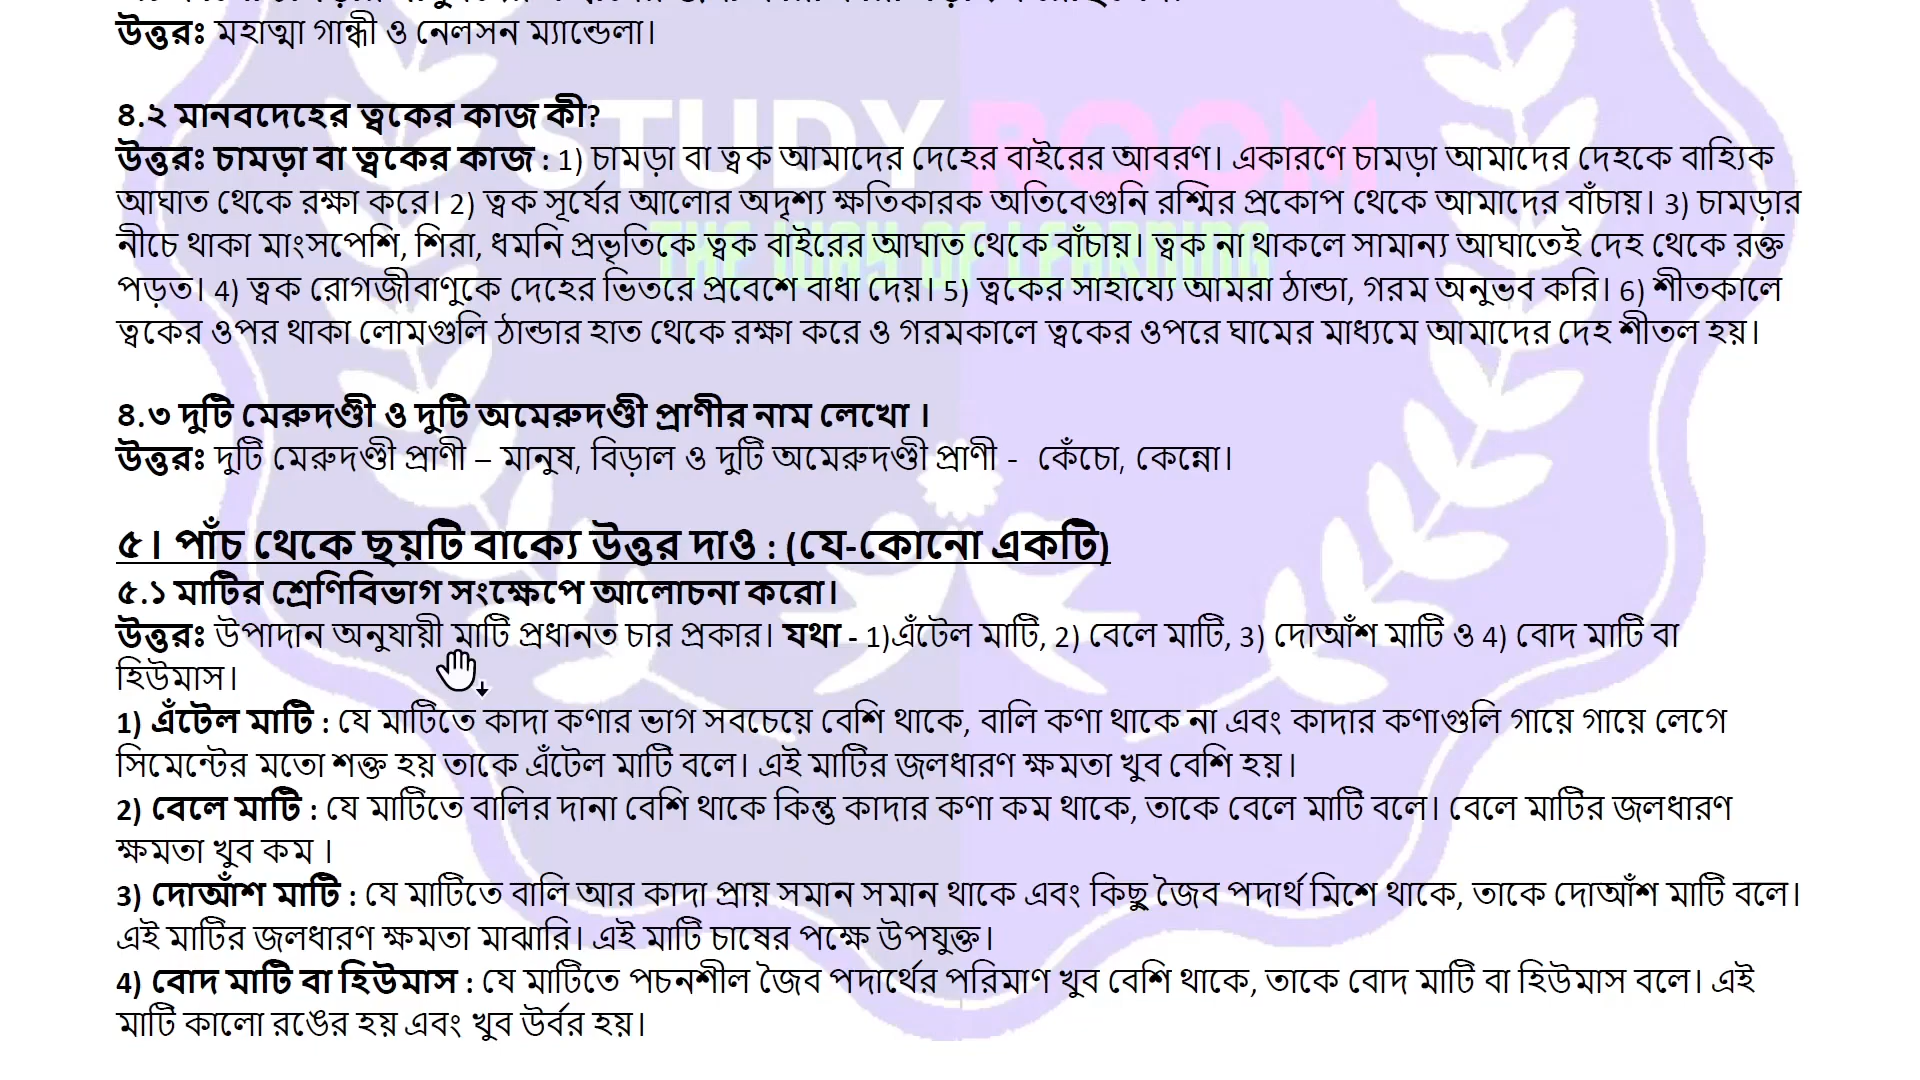 উত্তরঃ মহাত্মা গান্ধী ও নেলসন ম্যান্ডেলা।
৪.২ মানবদেহের ত্বকের কাজ কী?
উত্তরঃ চামড়া বা ত্বকের কাজ : 1) চামড়া বা ত্বক আমাদের দেহের বাইরের আবরণ। একারণে চামড়া আমাদের দেহকে বাহ্যিক
আঘাত থেকে রক্ষা করে। 2) ত্বক সূর্যের আলোর অদৃশ্য ক্ষতিকারক অতিবেগুনি রশ্মির প্রকোপ থেকে আমাদের বাঁচায়। 3) চামড়ার
নীচে থাকা মাংসপেশি, শিরা, ধমনি প্রভৃতিকে ত্বক বাইরের আঘাত থেকে বাঁচায়। ত্বক না থাকলে সামান্য আঘাতেই দেহ থেকে রক্ত
পড়ত। 4) ত্বক রোগজীবাণুকে দেহের ভিতরে প্রবেশে বাধা দেয়। 5) ত্বকের সাহায্যে আমরা ঠান্ডা, গরম অনুভব করি। 6) শীতকালে
ত্বকের ওপর থাকা লোমগুলি ঠান্ডার হাত থেকে রক্ষা করে ও গরমকালে ত্বকের ওপরে ঘামের মাধ্যমে আমাদের দেহ শীতল হয়।
৪.৩ দুটি মেরুদণ্ডী ও দুটি অমেরুদণ্ডী প্রাণীর নাম লেখো ।
উত্তরঃ দুটি মেরুদণ্ডী প্রাণী – মানুষ, বিড়াল ও দুটি অমেরুদণ্ডী প্রাণী - কেঁচো, কেন্নো।
৫। পাঁচ থেকে ছয়টি বাক্যে উত্তর দাও : (যে-কোনো একটি)
৫.১ মাটির শ্রেণিবিভাগ সংক্ষেপে আলোচনা করো।
উত্তরঃ উপাদান অনুযায়ী মাটি প্রধানত চার প্রকার। যথা - 1)এঁটেল মাটি, 2) বেলে মাটি, 3) দোআঁশ মাটি ও 4) বোদ মাটি বা
হিউমাস।
1) এঁটেল মাটি : যে মাটিতে কাদা কণার ভাগ সবচেয়ে বেশি থাকে, বালি কণা থাকে না এবং কাদার কণাগুলি গায়ে গায়ে লেগে
সিমেন্টের মতো শক্ত হয় তাকে এঁটেল মাটি বলে। এই মাটির জলধারণ ক্ষমতা খুব বেশি হয়।
2) বেলে মাটি : যে মাটিতে বালির দানা বেশি থাকে কিন্তু কাদার কণা কম থাকে, তাকে বেলে মাটি বলে। বেলে মাটির জলধারণ
ক্ষমতা খুব কম ।
3) দোআঁশ মাটি : যে মাটিতে বালি আর কাদা প্রায় সমান সমান থাকে এবং কিছু জৈব পদার্থ মিশে থাকে, তাকে দোআঁশ মাটি বলে।
এই মাটির জলধারণ ক্ষমতা মাঝারি। এই মাটি চাষের পক্ষে উপযুক্ত।
4) বোদ মাটি বা হিউমাস : যে মাটিতে পচনশীল জৈব পদার্থের পরিমাণ খুব বেশি থাকে, তাকে বোদ মাটি বা হিউমাস বলে। এই
মাটি কালো রঙের হয় এবং খুব উর্বর হয়।
STUDY ROOM
THE WAY OF LEARNING